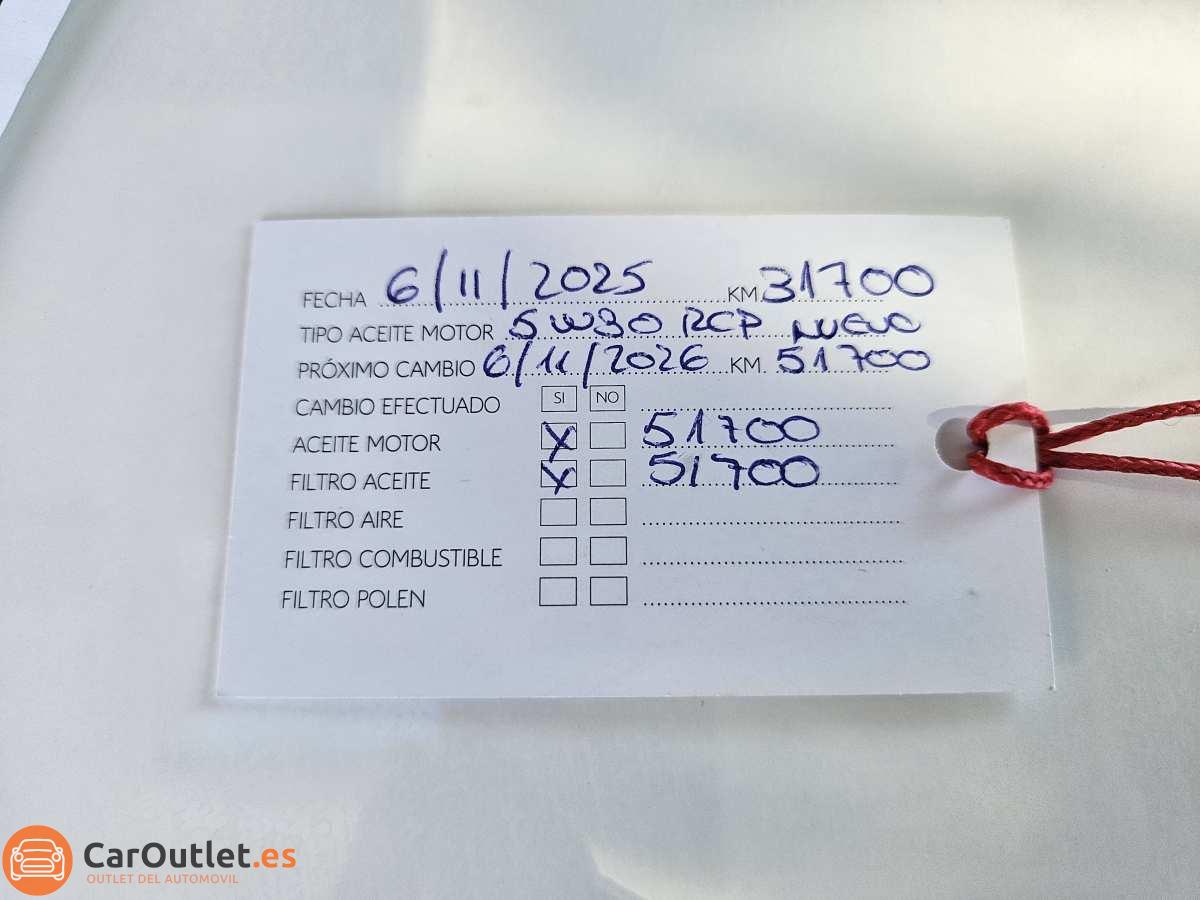 FECHA 6/11/2025 KM 31700
TIPO ACEITE MOTOR 5W30 RCP NUEVO
PRÓXIMO CAMBIO 6/11/2026 KM. 51700
CAMBIO EFECTUADO SI NO
ACEITE MOTOR X 51700
FILTRO ACEITE X 51700
FILTRO AIRE
FILTRO COMBUSTIBLE
FILTRO POLEN
CarOutlet.es
OUTLET DEL AUTOMOVIL